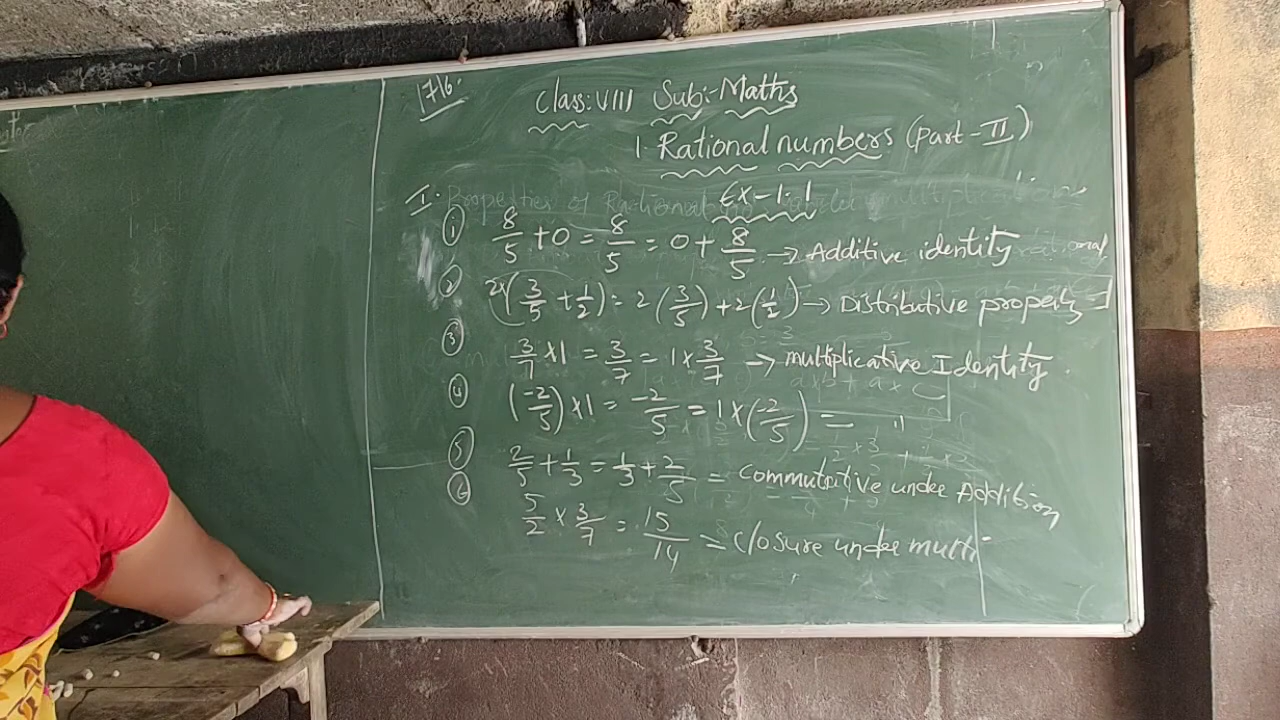 17/6.
Class: VIII Sub:- Maths
1. Rational numbers (Part-II)
Ex-1.1
I. Properties of Rational
① 8/5 + 0 = 8/5 = 0 + 8/5 → Additive identity
② 2×(3/5 + 1/2) = 2(3/5) + 2(1/2) → Distributive property
③ 3/7 × 1 = 3/7 = 1 × 3/7 → multiplicative Identity.
④ (-2/5) × 1 = -2/5 = 1 × (-2/5) = "
⑤ 2/5 + 1/3 = 1/3 + 2/5 = Commutative under Addition
⑥ 5/2 × 3/7 = 15/14 = Closure under multi